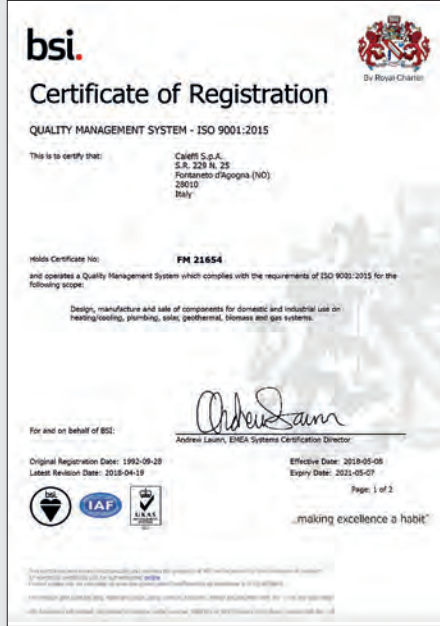 bsi.
By Royal Charter
Certificate of Registration
QUALITY MANAGEMENT SYSTEM - ISO 9001:2015
This is to certify that:
Caleffi S.p.A.
S.R. 229 N. 25
Fontaneto d'Agogna (NO)
28010
Italy
Holds Certificate No:
FM 21654
and operates a Quality Management System which complies with the requirements of ISO 9001:2015 for the
following scope:
Design, manufacture and sale of components for domestic and industrial use on
heating/cooling, plumbing, solar, geothermal, biomass and gas systems.
For and on behalf of BSI:
Andrew Launn, EMEA Systems Certification Director
Original Registration Date: 1992-09-28
Effective Date: 2018-05-08
Latest Revision Date: 2018-04-19
Expiry Date: 2021-05-07
Page: 1 of 2
bsi.
IAF
UKAS
...making excellence a habit